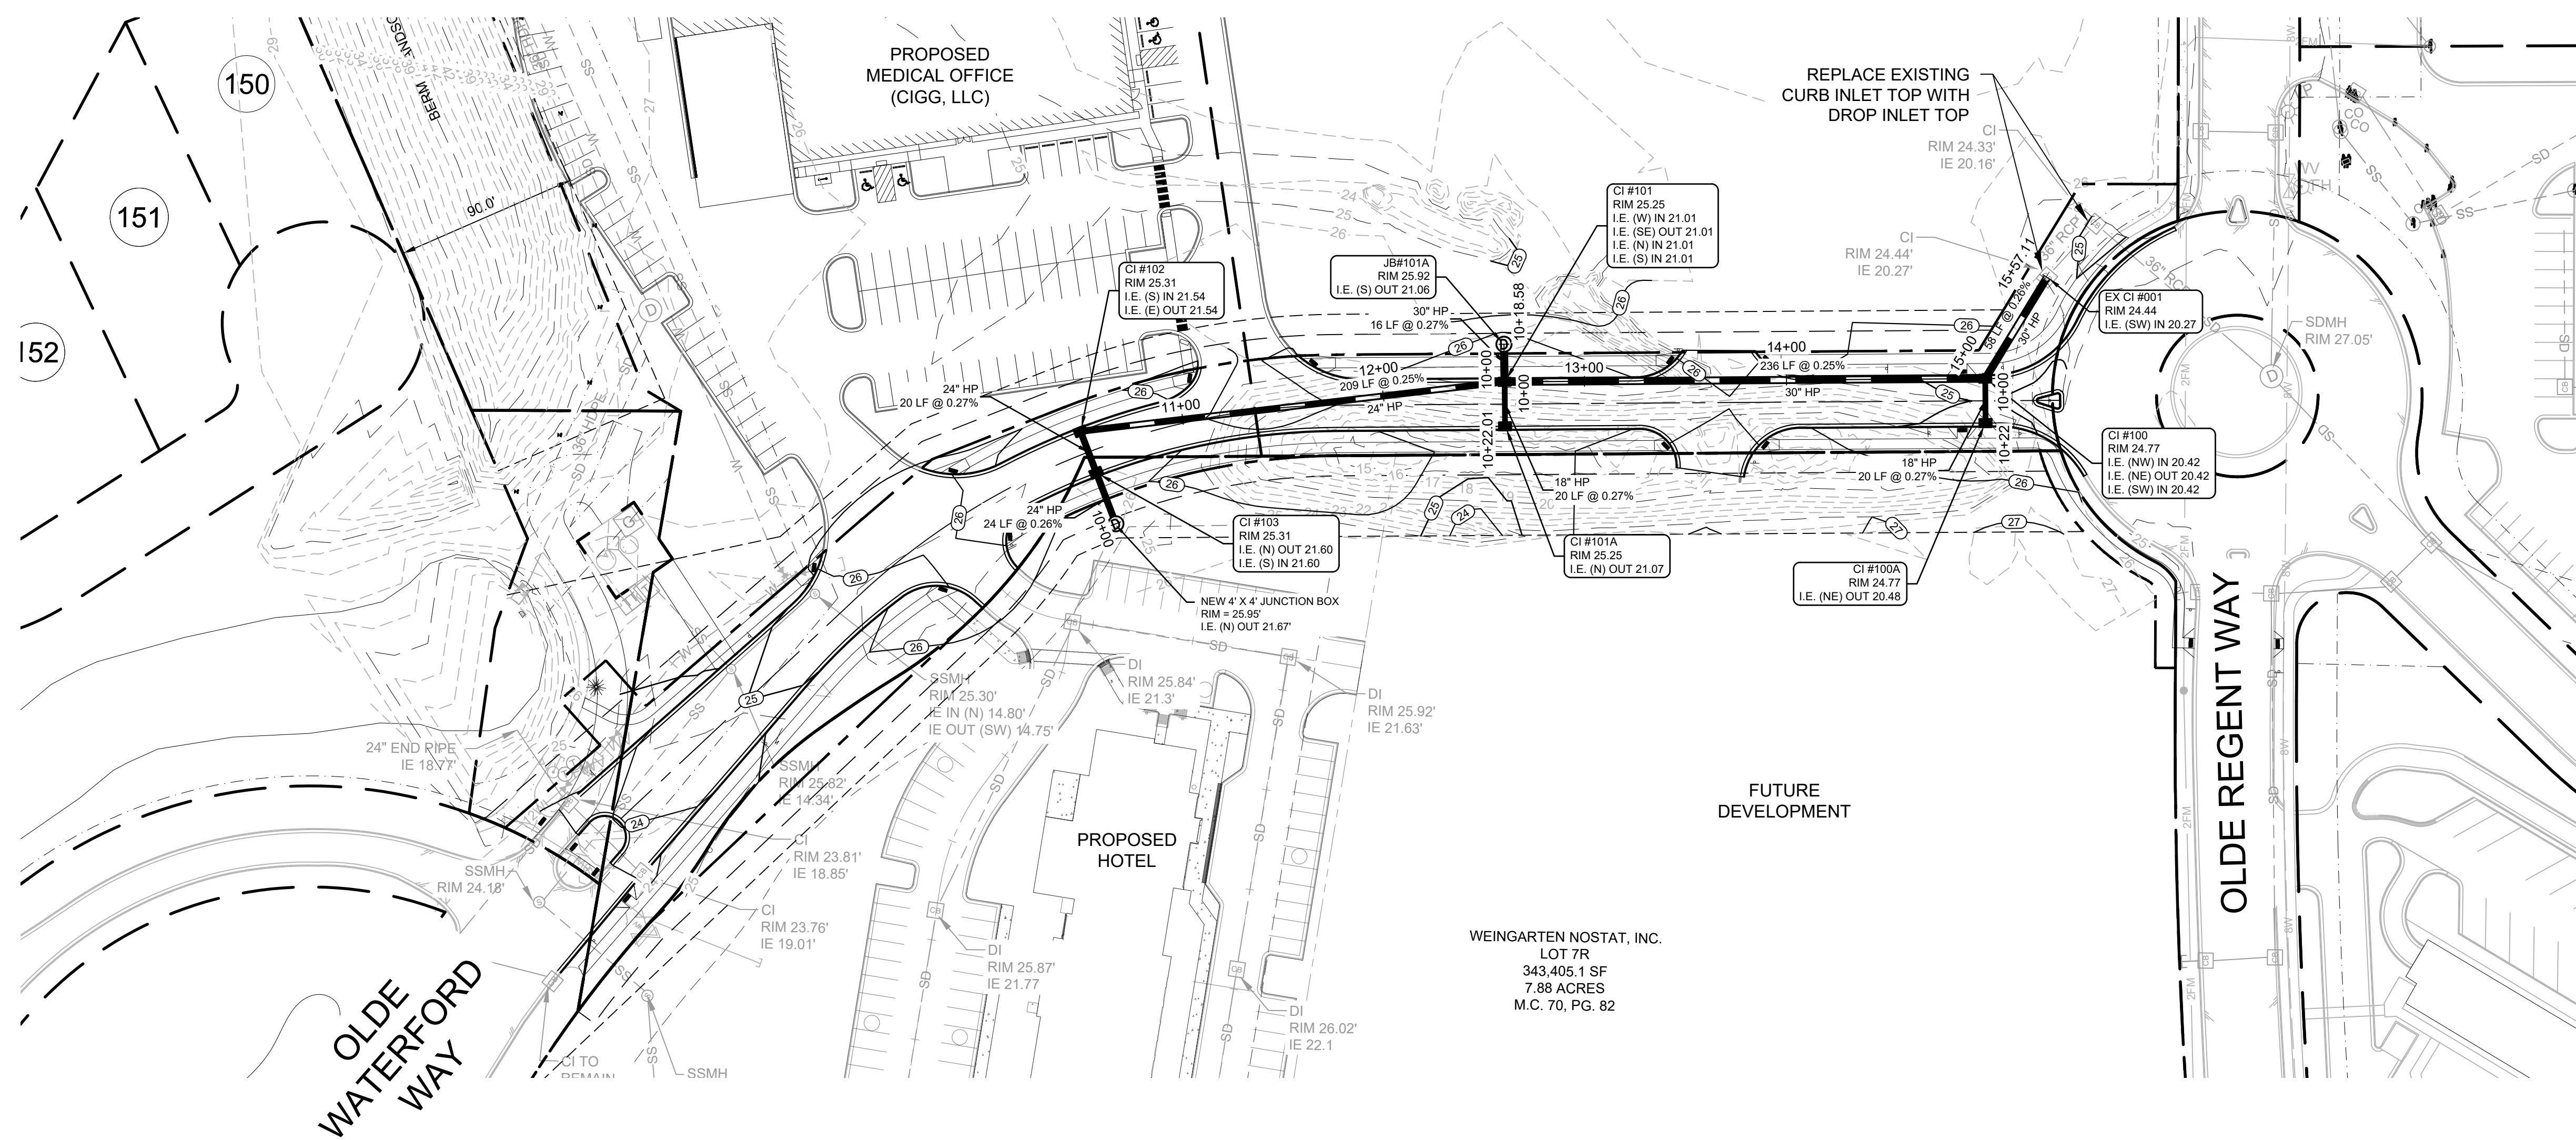 150
151
152
29
27
26
25
LANDSC
BERM
90.0'
PROPOSED
MEDICAL OFFICE
(CIGG, LLC)
REPLACE EXISTING
CURB INLET TOP WITH
DROP INLET TOP
CI
RIM 24.33'
IE 20.16'
CI
RIM 24.44'
IE 20.27'
36" RCP
36" RCP
SD
CI #101
RIM 25.25
I.E. (W) IN 21.01
I.E. (SE) OUT 21.01
I.E. (N) IN 21.01
I.E. (S) IN 21.01
JB#101A
RIM 25.92
I.E. (S) OUT 21.06
CI #102
RIM 25.31
I.E. (S) IN 21.54
I.E. (E) OUT 21.54
EX CI #001
RIM 24.44
I.E. (SW) IN 20.27
SDMH
RIM 27.05'
30" HP
16 LF @ 0.27%
10+18.58
10+00
10+00
15+57.11
58 LF @ 0.26%
30" HP
15+00
24" HP
20 LF @ 0.27%
11+00
12+00
209 LF @ 0.25%
24" HP
13+00
14+00
236 LF @ 0.25%
30" HP
10+00
10+22
10+22.01
CI #100
RIM 24.77
I.E. (NW) IN 20.42
I.E. (NE) OUT 20.42
I.E. (SW) IN 20.42
18" HP
20 LF @ 0.27%
18" HP
20 LF @ 0.27%
24" HP
24 LF @ 0.26%
10+00
CI #103
RIM 25.31
I.E. (N) OUT 21.60
I.E. (S) IN 21.60
CI #101A
RIM 25.25
I.E. (N) OUT 21.07
CI #100A
RIM 24.77
I.E. (NE) OUT 20.48
NEW 4' X 4' JUNCTION BOX
RIM = 25.95'
I.E. (N) OUT 21.67'
DI
RIM 25.84'
IE 21.3'
DI
RIM 25.92'
IE 21.63'
SSMH
RIM 25.30'
IE IN (N) 14.80'
IE OUT (SW) 14.75'
24" END PIPE
IE 18.77'
SSMH
RIM 25.82'
IE 14.34'
PROPOSED
HOTEL
FUTURE
DEVELOPMENT
OLDE REGENT WAY
CI
RIM 23.81'
IE 18.85'
SSMH
RIM 24.18'
CI
RIM 23.76'
IE 19.01'
DI
RIM 25.87'
IE 21.77
WEINGARTEN NOSTAT, INC.
LOT 7R
343,405.1 SF
7.88 ACRES
M.C. 70, PG. 82
DI
RIM 26.02'
IE 22.1
OLDE
WATERFORD
WAY
CI TO
REMAIN
SSMH